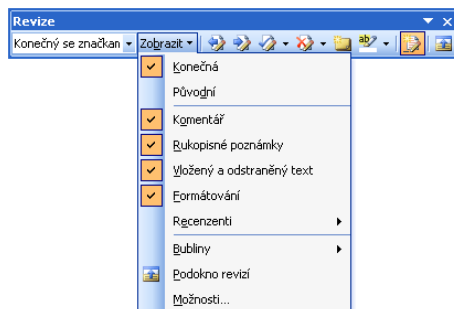 Revize
Konečný se značkan Zobrazit
Konečná
Původní
Komentář
Rukopisné poznámky
Vložený a odstraněný text
Formátování
Recenzenti
Bubliny
Podokno revizí
Možnosti...